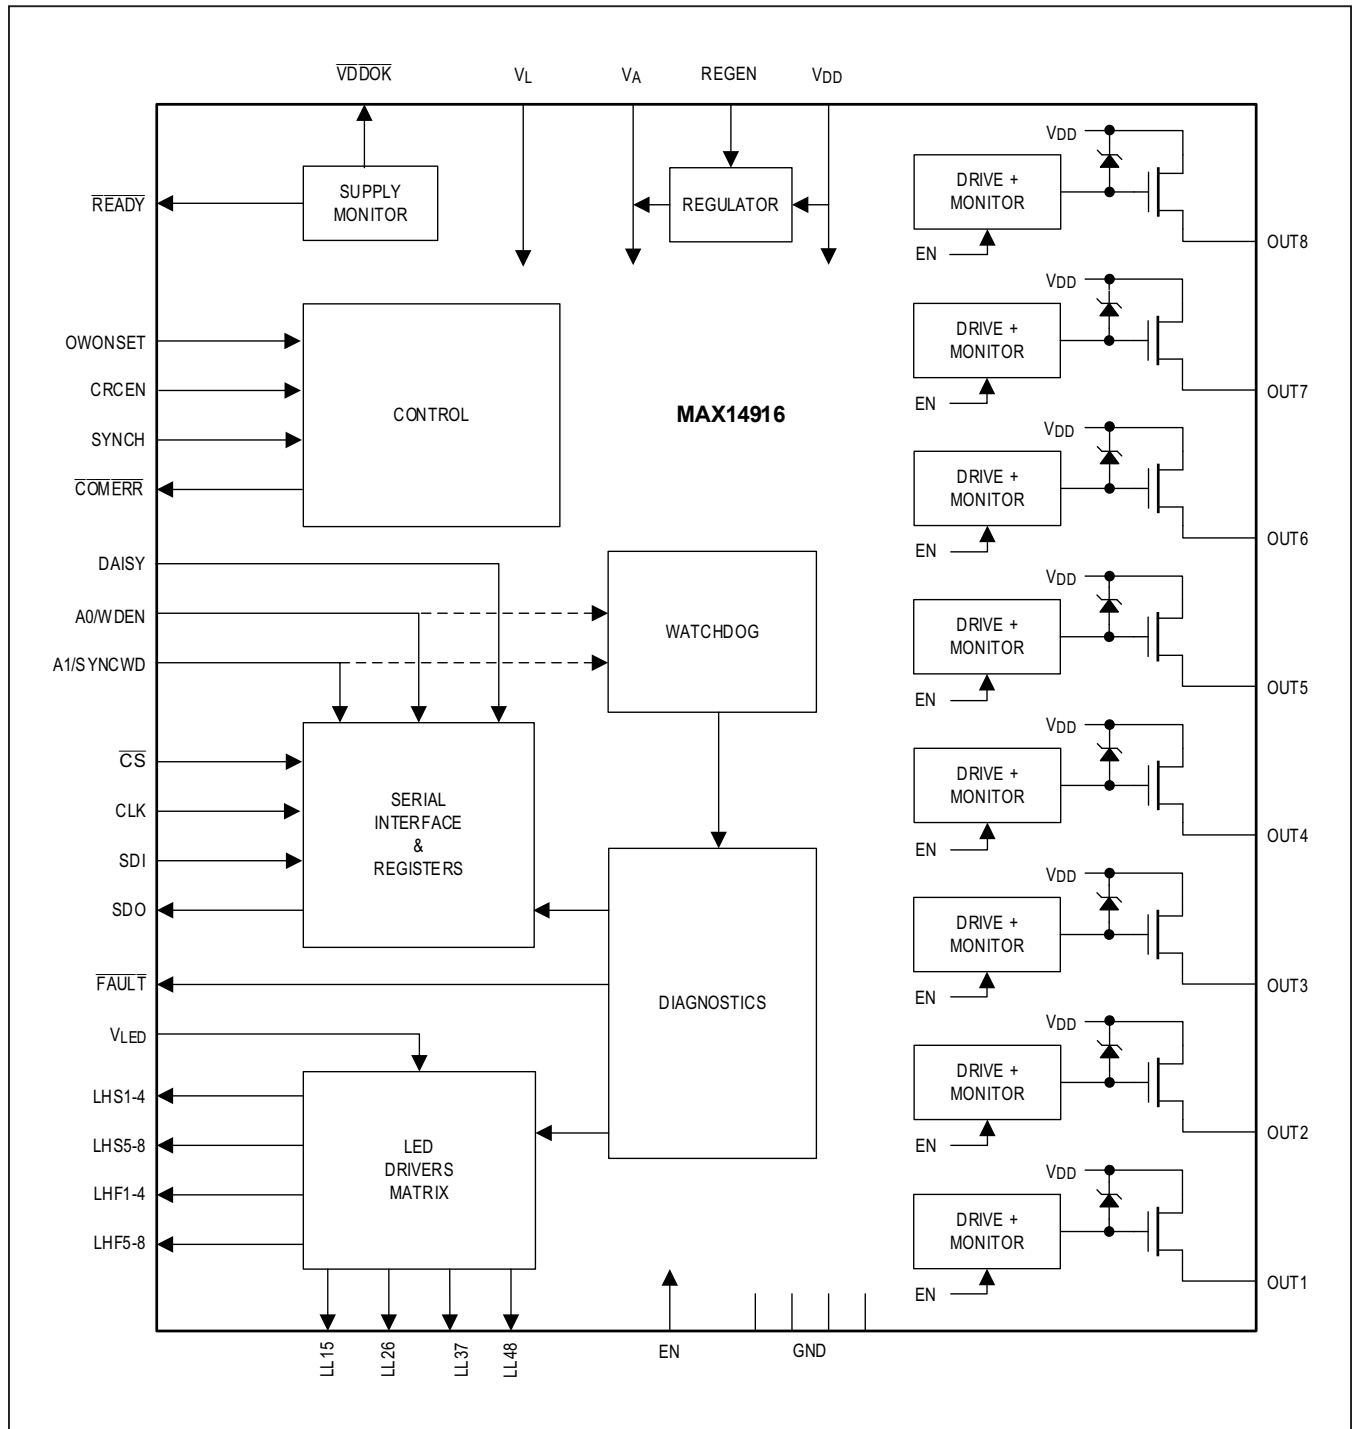 VDDOK VL VA REGEN VDD
READY
SUPPLY
MONITOR
REGULATOR
OWONSET
CRCEN
SYNCH
COMERR
CONTROL
MAX14916
DAISY
A0/WDEN
A1/SYNCWD
WATCHDOG
CS
CLK
SDI
SDO
SERIAL
INTERFACE
&
REGISTERS
FAULT
DIAGNOSTICS
VLED
LHS1-4
LHS5-8
LHF1-4
LHF5-8
LED
DRIVERS
MATRIX
LL15 LL26 LL37 LL48 EN GND
VDD
DRIVE +
MONITOR
EN
OUT8
VDD
DRIVE +
MONITOR
EN
OUT7
VDD
DRIVE +
MONITOR
EN
OUT6
VDD
DRIVE +
MONITOR
EN
OUT5
VDD
DRIVE +
MONITOR
EN
OUT4
VDD
DRIVE +
MONITOR
EN
OUT3
VDD
DRIVE +
MONITOR
EN
OUT2
VDD
DRIVE +
MONITOR
EN
OUT1